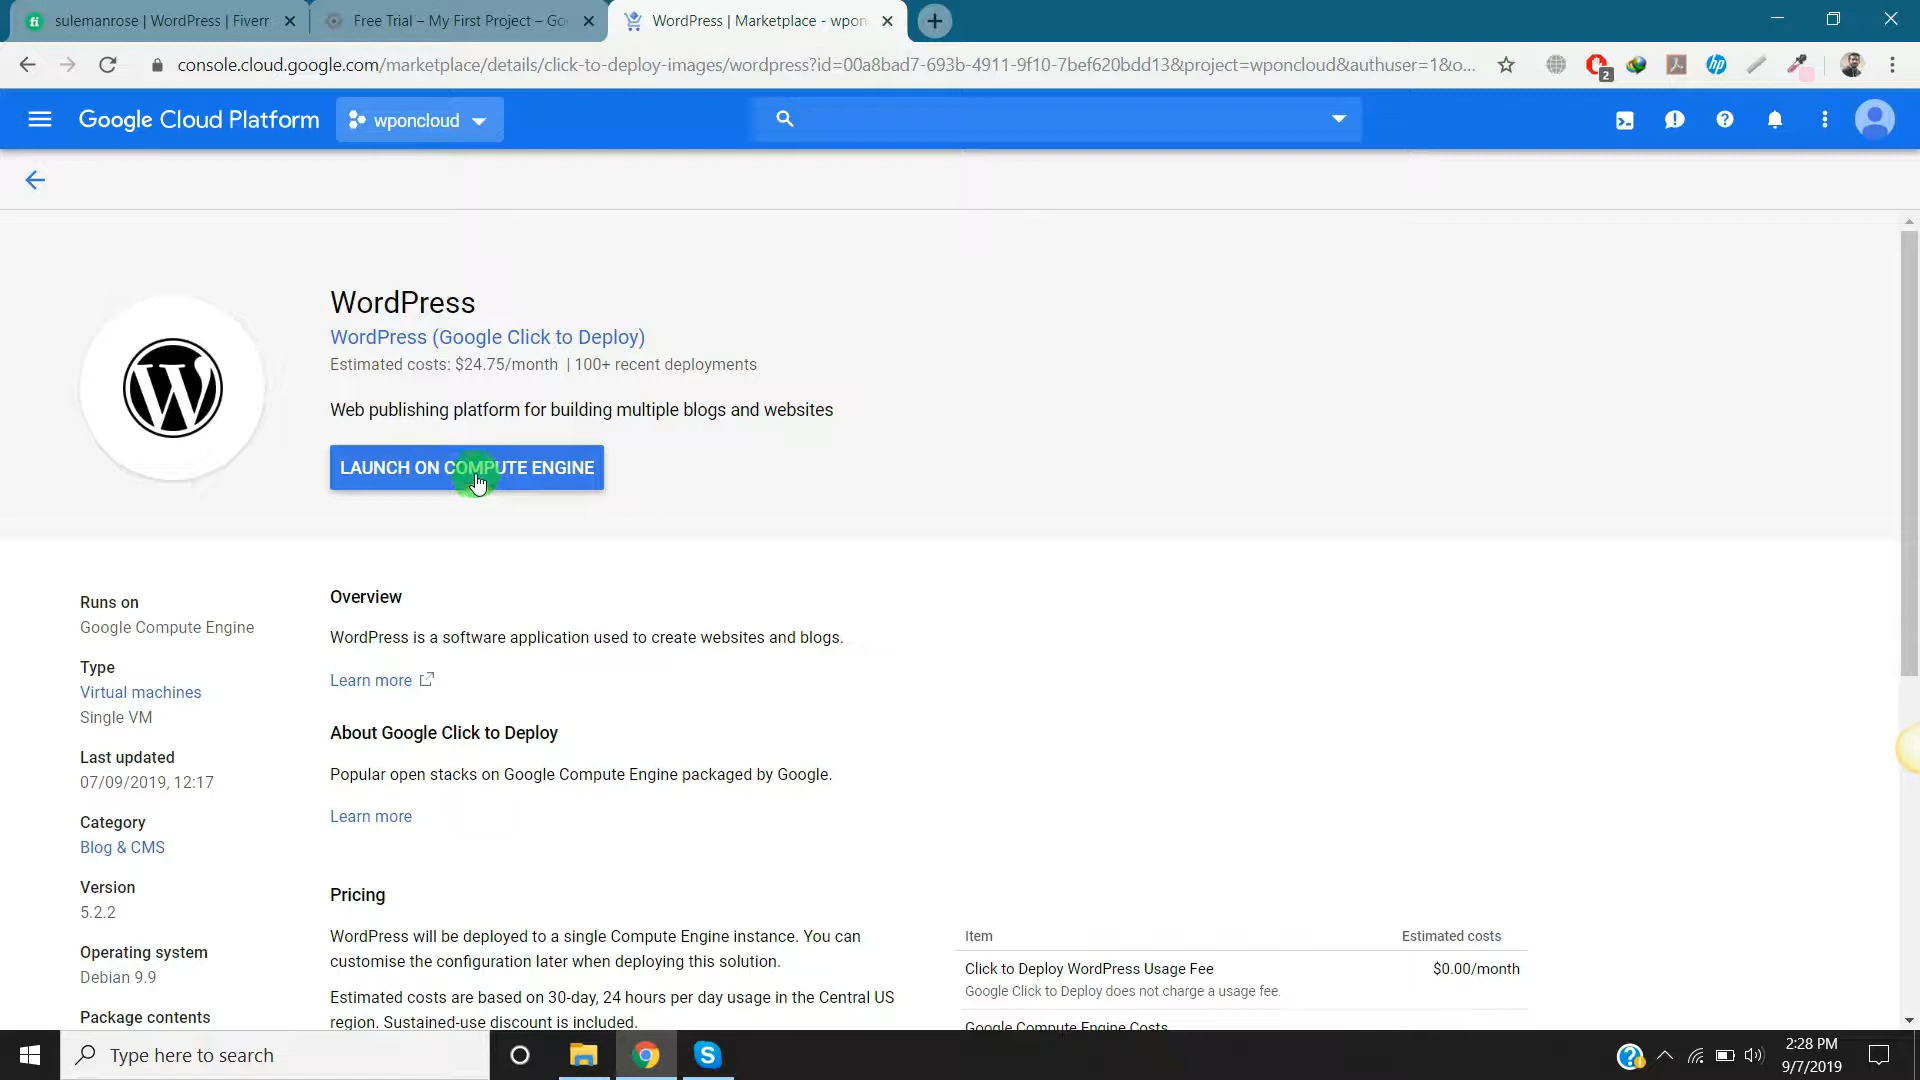 sulemanrose | WordPress | Fiverr
Free Trial – My First Project – Go
WordPress | Marketplace - wpon
console.cloud.google.com/marketplace/details/click-to-deploy-images/wordpress?id=00a8bad7-693b-4911-9f10-7bef620bdd13&project=wponcloud&authuser=1&o...
2
Google Cloud Platform
wponcloud
WordPress
WordPress (Google Click to Deploy)
Estimated costs: $24.75/month | 100+ recent deployments
Web publishing platform for building multiple blogs and websites
LAUNCH ON COMPUTE ENGINE
Runs on
Google Compute Engine
Type
Virtual machines
Single VM
Last updated
07/09/2019, 12:17
Category
Blog & CMS
Version
5.2.2
Operating system
Debian 9.9
Package contents
Overview
WordPress is a software application used to create websites and blogs.
Learn more
About Google Click to Deploy
Popular open stacks on Google Compute Engine packaged by Google.
Learn more
Pricing
WordPress will be deployed to a single Compute Engine instance. You can
customise the configuration later when deploying this solution.
Estimated costs are based on 30-day, 24 hours per day usage in the Central US
region. Sustained-use discount is included.
Item Estimated costs
Click to Deploy WordPress Usage Fee $0.00/month
Google Click to Deploy does not charge a usage fee.
Google Compute Engine Costs
Type here to search
2:28 PM
9/7/2019